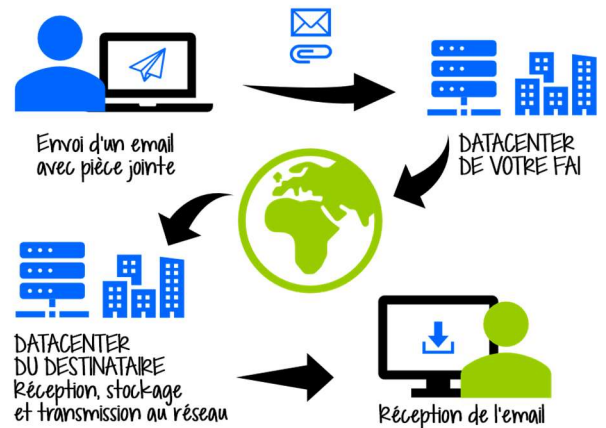 Envoi d'un email
avec pièce jointe
DATACENTER
DE VOTRE FAI
DATACENTER
DU DESTINATAIRE
Réception, stockage
et transmission au réseau
Réception de l'email